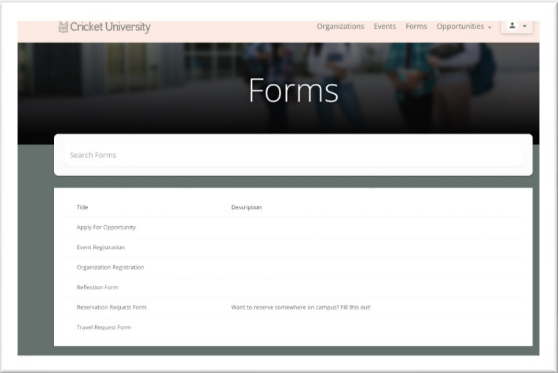 Cricket University
Organizations Events Forms Opportunities
Forms
Search Forms
Title Description
Apply For Opportunity
Event Registration
Organization Registration
Reflection Form
Reservation Request Form Want to reserve somewhere on campus? Fill this out!
Travel Request Form